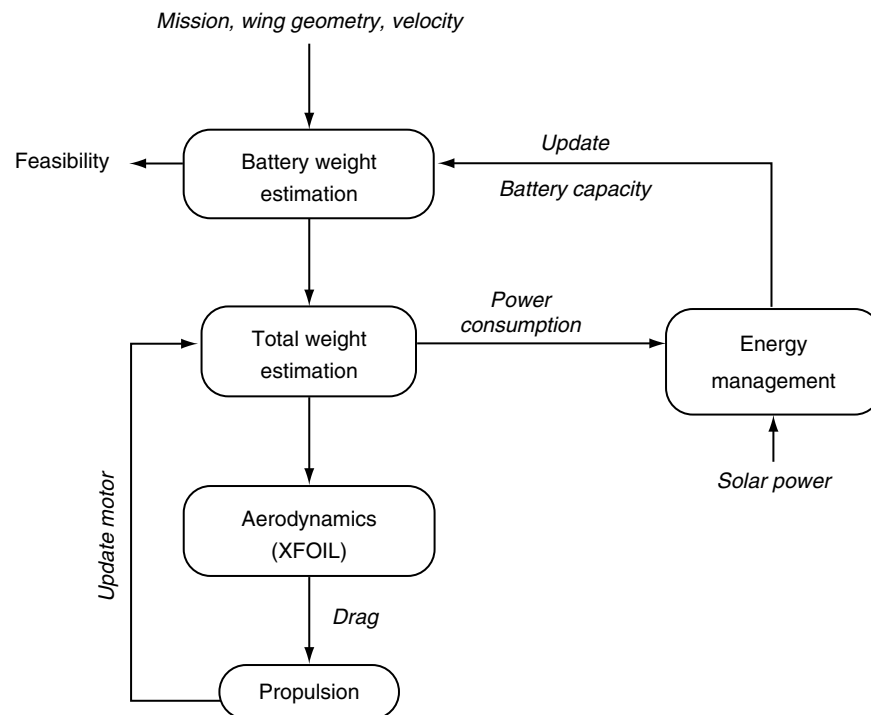 Mission, wing geometry, velocity
Feasibility
Battery weight
estimation
Update
Battery capacity
Total weight
estimation
Power
consumption
Energy
management
Solar power
Update motor
Aerodynamics
(XFOIL)
Drag
Propulsion